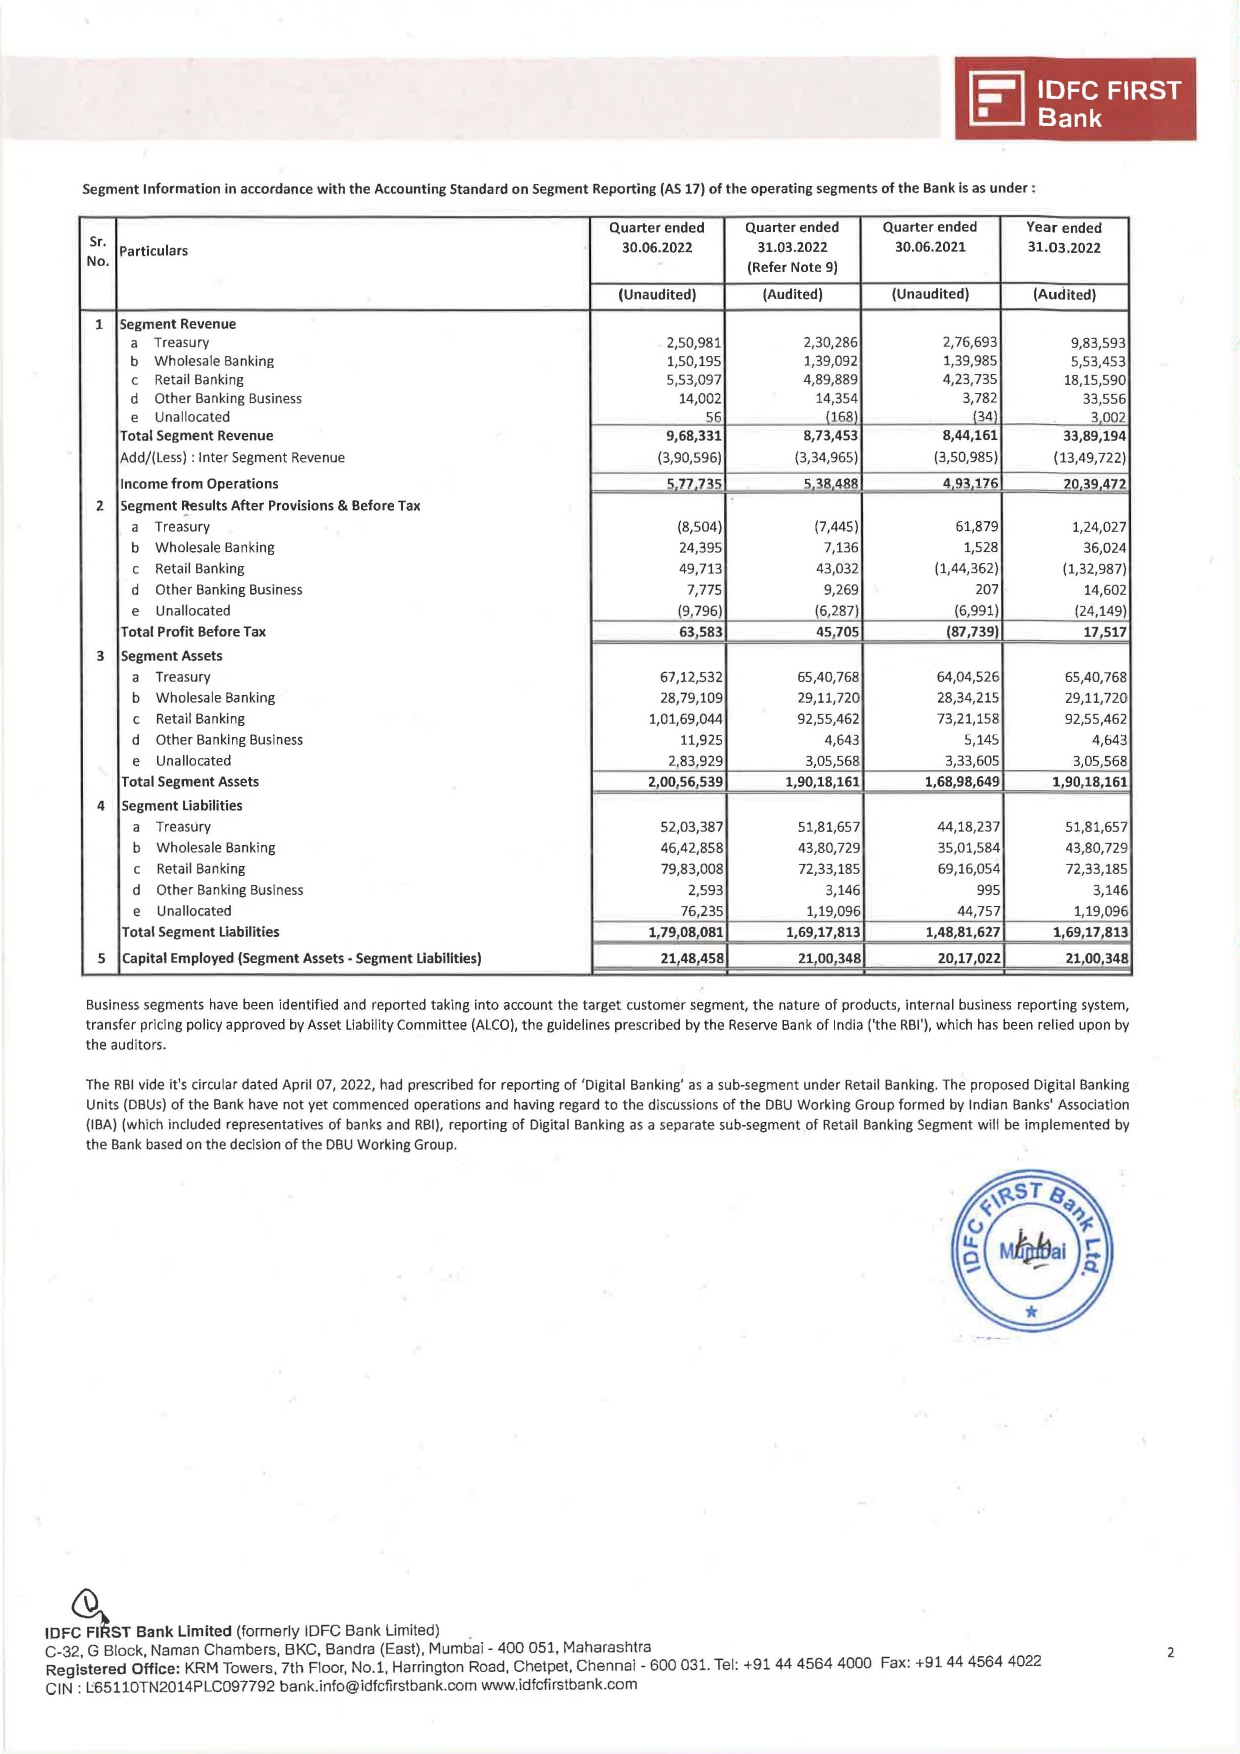 IDFC FIRST
Bank
Segment Information in accordance with the Accounting Standard on Segment Reporting (AS 17) of the operating segments of the Bank is as under :
Sr. No. Particulars Quarter ended 30.06.2022 Quarter ended 31.03.2022 (Refer Note 9) Quarter ended 30.06.2021 Year ended 31.03.2022
(Unaudited) (Audited) (Unaudited) (Audited)
1 Segment Revenue
a Treasury 2,50,981 2,30,286 2,76,693 9,83,593
b Wholesale Banking 1,50,195 1,39,092 1,39,985 5,53,453
c Retail Banking 5,53,097 4,89,889 4,23,735 18,15,590
d Other Banking Business 14,002 14,354 3,782 33,556
e Unallocated 56 (168) (34) 3,002
Total Segment Revenue 9,68,331 8,73,453 8,44,161 33,89,194
Add/(Less) : Inter Segment Revenue (3,90,596) (3,34,965) (3,50,985) (13,49,722)
Income from Operations 5,77,735 5,38,488 4,93,176 20,39,472
2 Segment Results After Provisions & Before Tax
a Treasury (8,504) (7,445) 61,879 1,24,027
b Wholesale Banking 24,395 7,136 1,528 36,024
c Retail Banking 49,713 43,032 (1,44,362) (1,32,987)
d Other Banking Business 7,775 9,269 207 14,602
e Unallocated (9,796) (6,287) (6,991) (24,149)
Total Profit Before Tax 63,583 45,705 (87,739) 17,517
3 Segment Assets
a Treasury 67,12,532 65,40,768 64,04,526 65,40,768
b Wholesale Banking 28,79,109 29,11,720 28,34,215 29,11,720
c Retail Banking 1,01,69,044 92,55,462 73,21,158 92,55,462
d Other Banking Business 11,925 4,643 5,145 4,643
e Unallocated 2,83,929 3,05,568 3,33,605 3,05,568
Total Segment Assets 2,00,56,539 1,90,18,161 1,68,98,649 1,90,18,161
4 Segment Liabilities
a Treasury 52,03,387 51,81,657 44,18,237 51,81,657
b Wholesale Banking 46,42,858 43,80,729 35,01,584 43,80,729
c Retail Banking 79,83,008 72,33,185 69,16,054 72,33,185
d Other Banking Business 2,593 3,146 995 3,146
e Unallocated 76,235 1,19,096 44,757 1,19,096
Total Segment Liabilities 1,79,08,081 1,69,17,813 1,48,81,627 1,69,17,813
5 Capital Employed (Segment Assets - Segment Liabilities) 21,48,458 21,00,348 20,17,022 21,00,348
Business segments have been identified and reported taking into account the target customer segment, the nature of products, internal business reporting system,
transfer pricing policy approved by Asset Liability Committee (ALCO), the guidelines prescribed by the Reserve Bank of India ('the RBI'), which has been relied upon by
the auditors.
The RBI vide it's circular dated April 07, 2022, had prescribed for reporting of 'Digital Banking' as a sub-segment under Retail Banking. The proposed Digital Banking
Units (DBUs) of the Bank have not yet commenced operations and having regard to the discussions of the DBU Working Group formed by Indian Banks' Association
(IBA) (which included representatives of banks and RBI), reporting of Digital Banking as a separate sub-segment of Retail Banking Segment will be implemented by
the Bank based on the decision of the DBU Working Group.
IDFC FIRST Bank Ltd.
Mumbai
IDFC FIRST Bank Limited (formerly IDFC Bank Limited)
C-32, G Block, Naman Chambers, BKC, Bandra (East), Mumbai - 400 051, Maharashtra
Registered Office: KRM Towers, 7th Floor, No.1, Harrington Road, Chetpet, Chennai - 600 031. Tel: +91 44 4564 4000 Fax: +91 44 4564 4022
CIN : L65110TN2014PLC097792 bank.info@idfcfirstbank.com www.idfcfirstbank.com
2